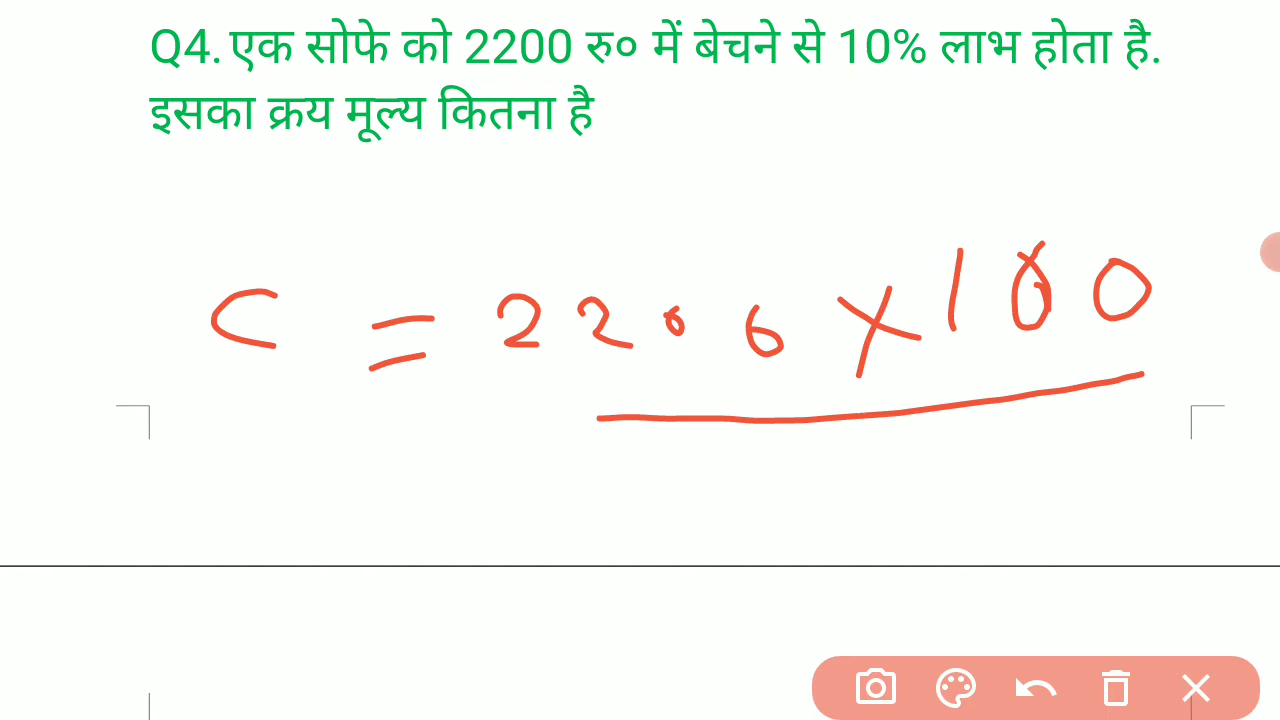 Q4. एक सोफे को 2200 रु० में बेचने से 10% लाभ होता है.
इसका क्रय मूल्य कितना है
C = 2200 X 100